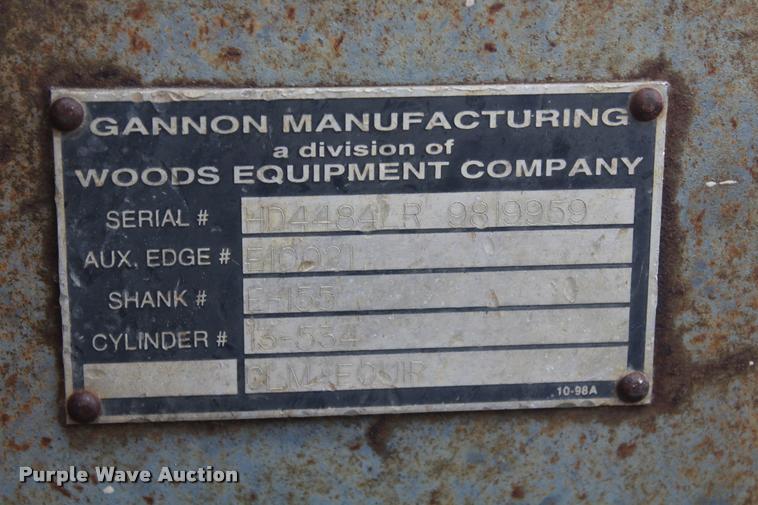 GANNON MANUFACTURING
a division of
WOODS EQUIPMENT COMPANY
SERIAL # HD4484LR 9819959
AUX. EDGE # E10021
SHANK # E-155
CYLINDER # 13-534
10-98A
Purple Wave Auction